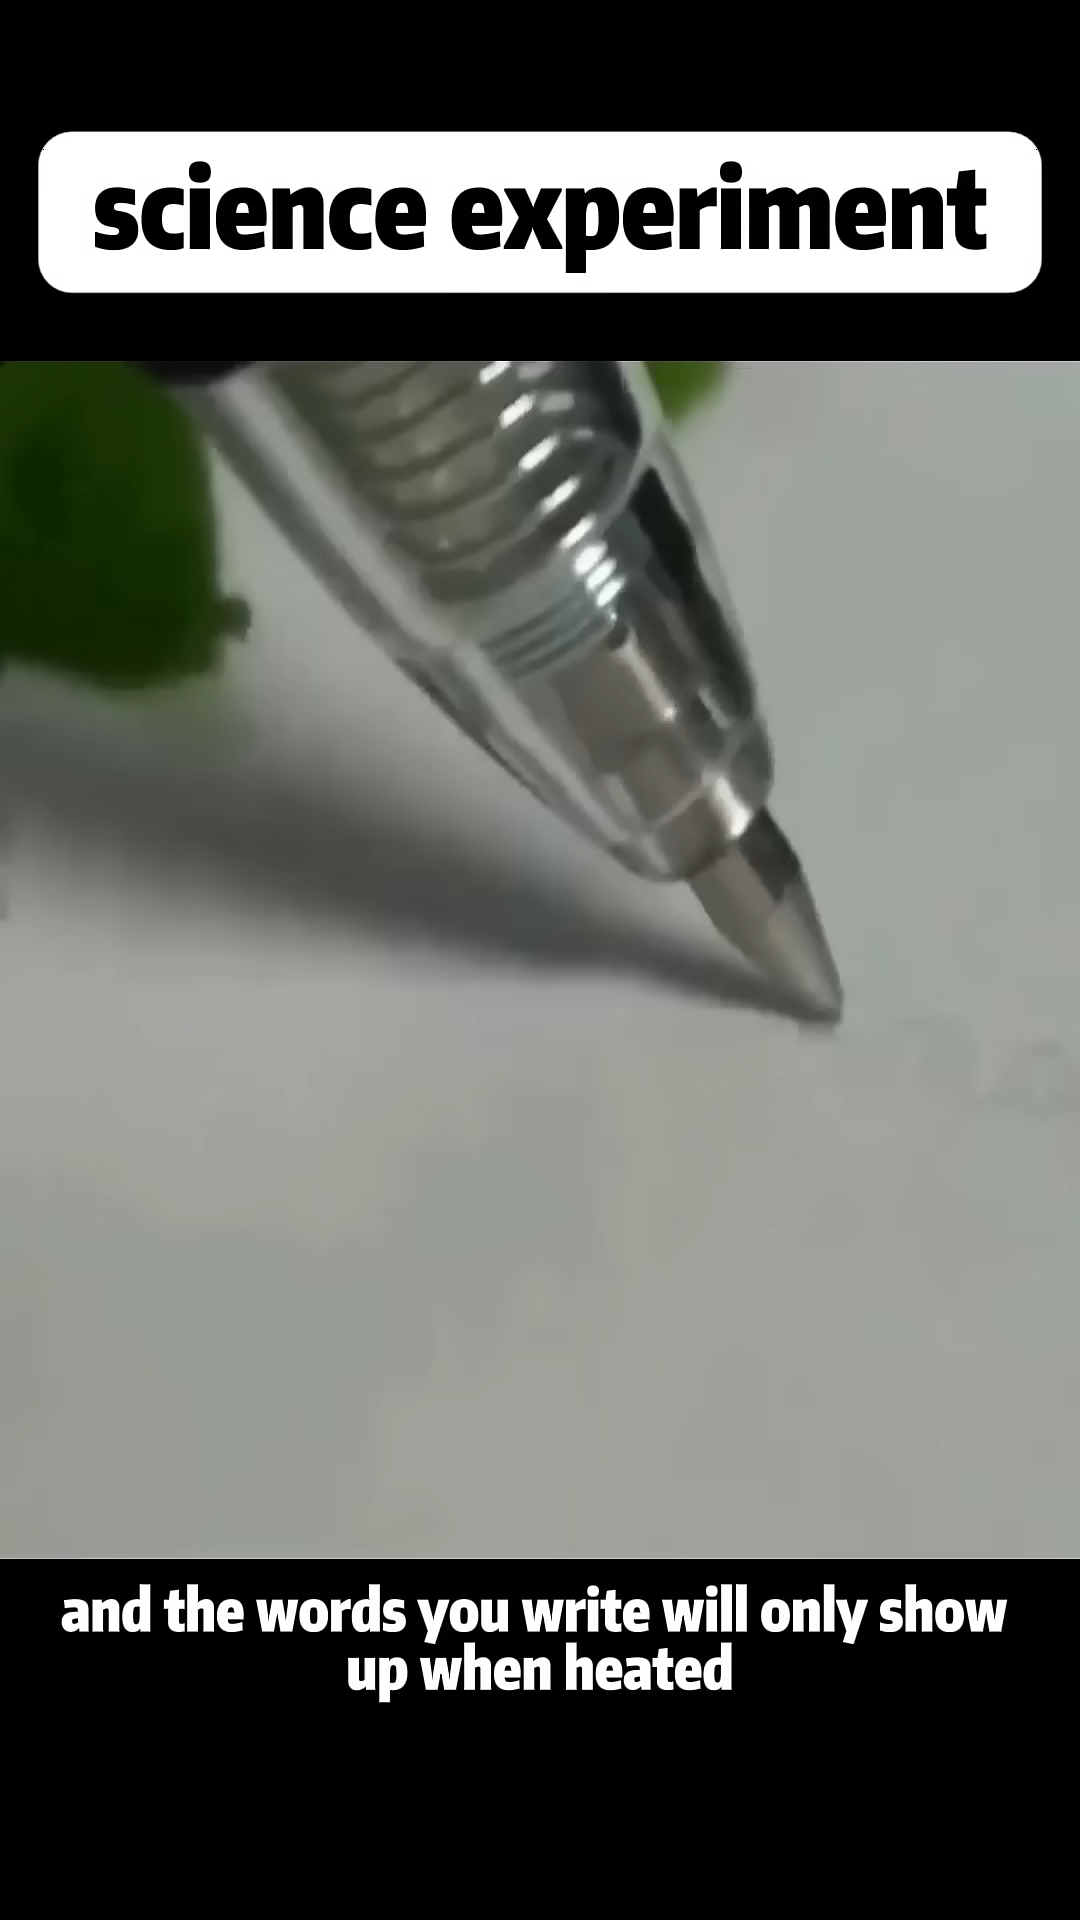 science experiment
and the words you write will only show
up when heated